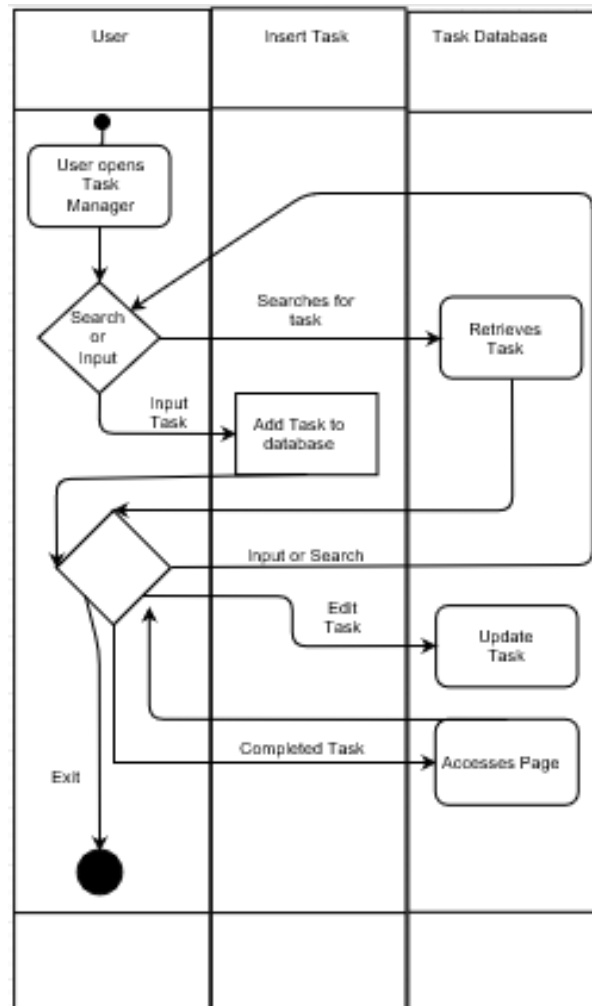 User
Insert Task
Task Database
User opens
Task
Manager
Search
or
Input
Searches for
task
Retrieves
Task
Input
Task
Add Task to
database
Input or Search
Edit
Task
Update
Task
Completed Task
Accesses Page
Exit